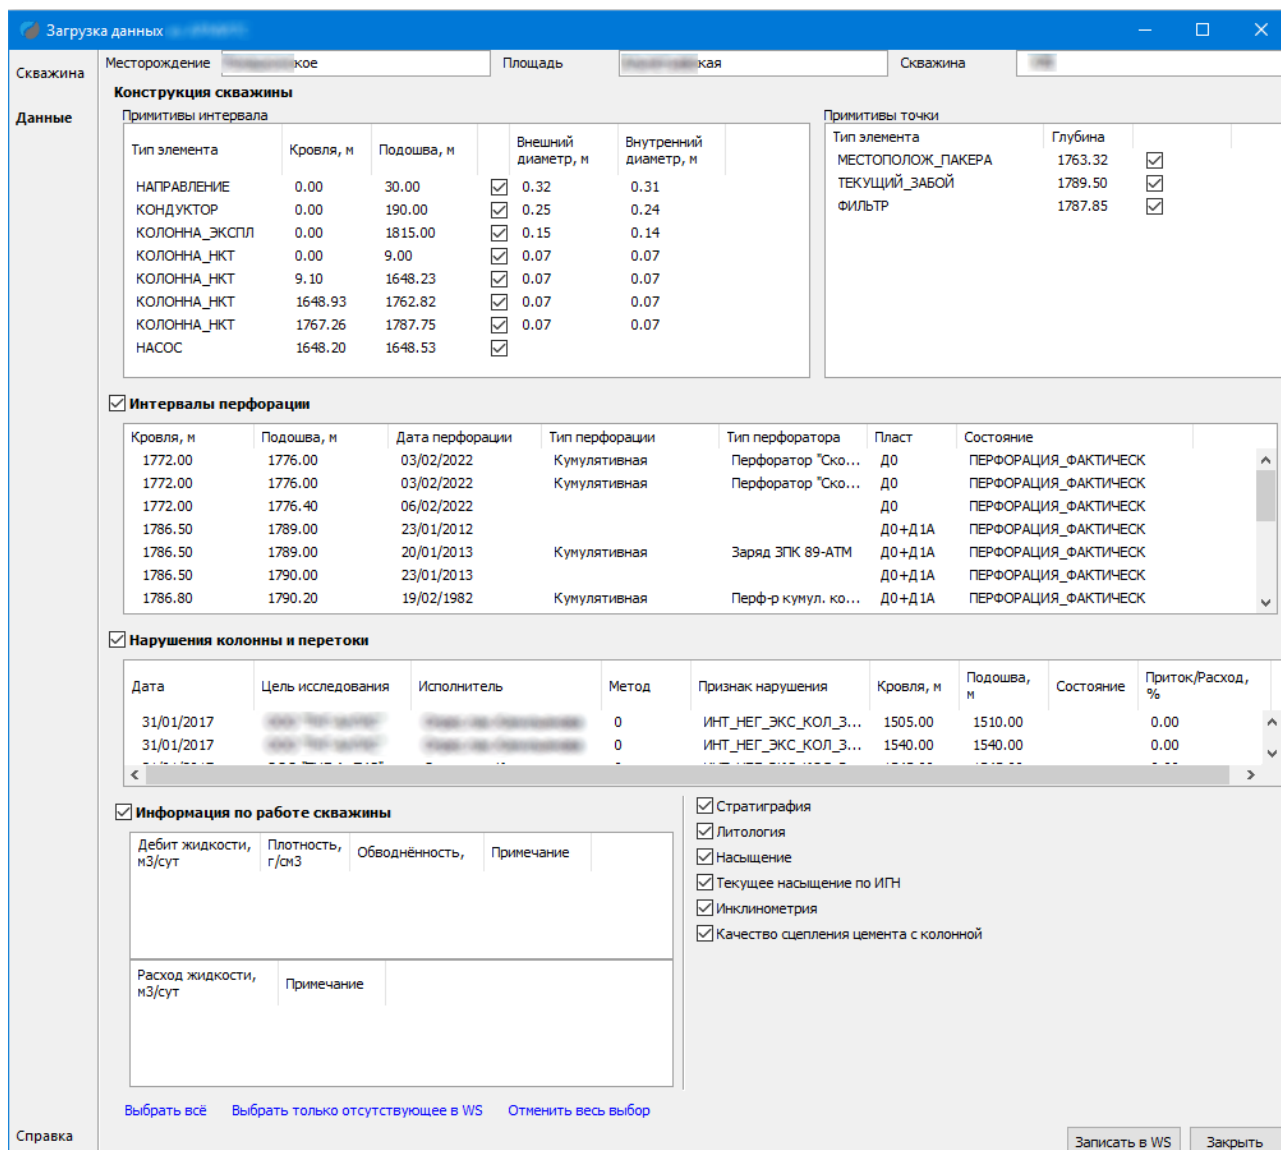 Загрузка данных
Скважина
Данные
Справка
Месторождение кое Площадь кая Скважина
Конструкция скважины
Примитивы интервала
Тип элемента Кровля, м Подошва, м Внешний диаметр, м Внутренний диаметр, м
НАПРАВЛЕНИЕ 0.00 30.00 0.32 0.31
КОНДУКТОР 0.00 190.00 0.25 0.24
КОЛОННА_ЭКСПЛ 0.00 1815.00 0.15 0.14
КОЛОННА_НКТ 0.00 9.00 0.07 0.07
КОЛОННА_НКТ 9.10 1648.23 0.07 0.07
КОЛОННА_НКТ 1648.93 1762.82 0.07 0.07
КОЛОННА_НКТ 1767.26 1787.75 0.07 0.07
НАСОС 1648.20 1648.53
Примитивы точки
Тип элемента Глубина
МЕСТОПОЛОЖ_ПАКЕРА 1763.32
ТЕКУЩИЙ_ЗАБОЙ 1789.50
ФИЛЬТР 1787.85
Интервалы перфорации
Кровля, м Подошва, м Дата перфорации Тип перфорации Тип перфоратора Пласт Состояние
1772.00 1776.00 03/02/2022 Кумулятивная Перфоратор "Ско... Д0 ПЕРФОРАЦИЯ_ФАКТИЧЕСК
1772.00 1776.00 03/02/2022 Кумулятивная Перфоратор "Ско... Д0 ПЕРФОРАЦИЯ_ФАКТИЧЕСК
1772.00 1776.40 06/02/2022 Д0 ПЕРФОРАЦИЯ_ФАКТИЧЕСК
1786.50 1789.00 23/01/2012 Д0+Д1А ПЕРФОРАЦИЯ_ФАКТИЧЕСК
1786.50 1789.00 20/01/2013 Кумулятивная Заряд ЗПК 89-АТМ Д0+Д1А ПЕРФОРАЦИЯ_ФАКТИЧЕСК
1786.50 1790.00 23/01/2013 Д0+Д1А ПЕРФОРАЦИЯ_ФАКТИЧЕСК
1786.80 1790.20 19/02/1982 Кумулятивная Перф-р кумул. ко... Д0+Д1А ПЕРФОРАЦИЯ_ФАКТИЧЕСК
Нарушения колонны и перетоки
Дата Цель исследования Исполнитель Метод Признак нарушения Кровля, м Подошва, м Состояние Приток/Расход, %
31/01/2017 0 ИНТ_НЕГ_ЭКС_КОЛ_З... 1505.00 1510.00 0.00
31/01/2017 0 ИНТ_НЕГ_ЭКС_КОЛ_З... 1540.00 1540.00 0.00
Информация по работе скважины
Дебит жидкости, м3/сут Плотность, г/см3 Обводнённость, Примечание
Расход жидкости, м3/сут Примечание
Стратиграфия
Литология
Насыщение
Текущее насыщение по ИГН
Инклинометрия
Качество сцепления цемента с колонной
Выбрать всё Выбрать только отсутствующее в WS Отменить весь выбор
Записать в WS Закрыть